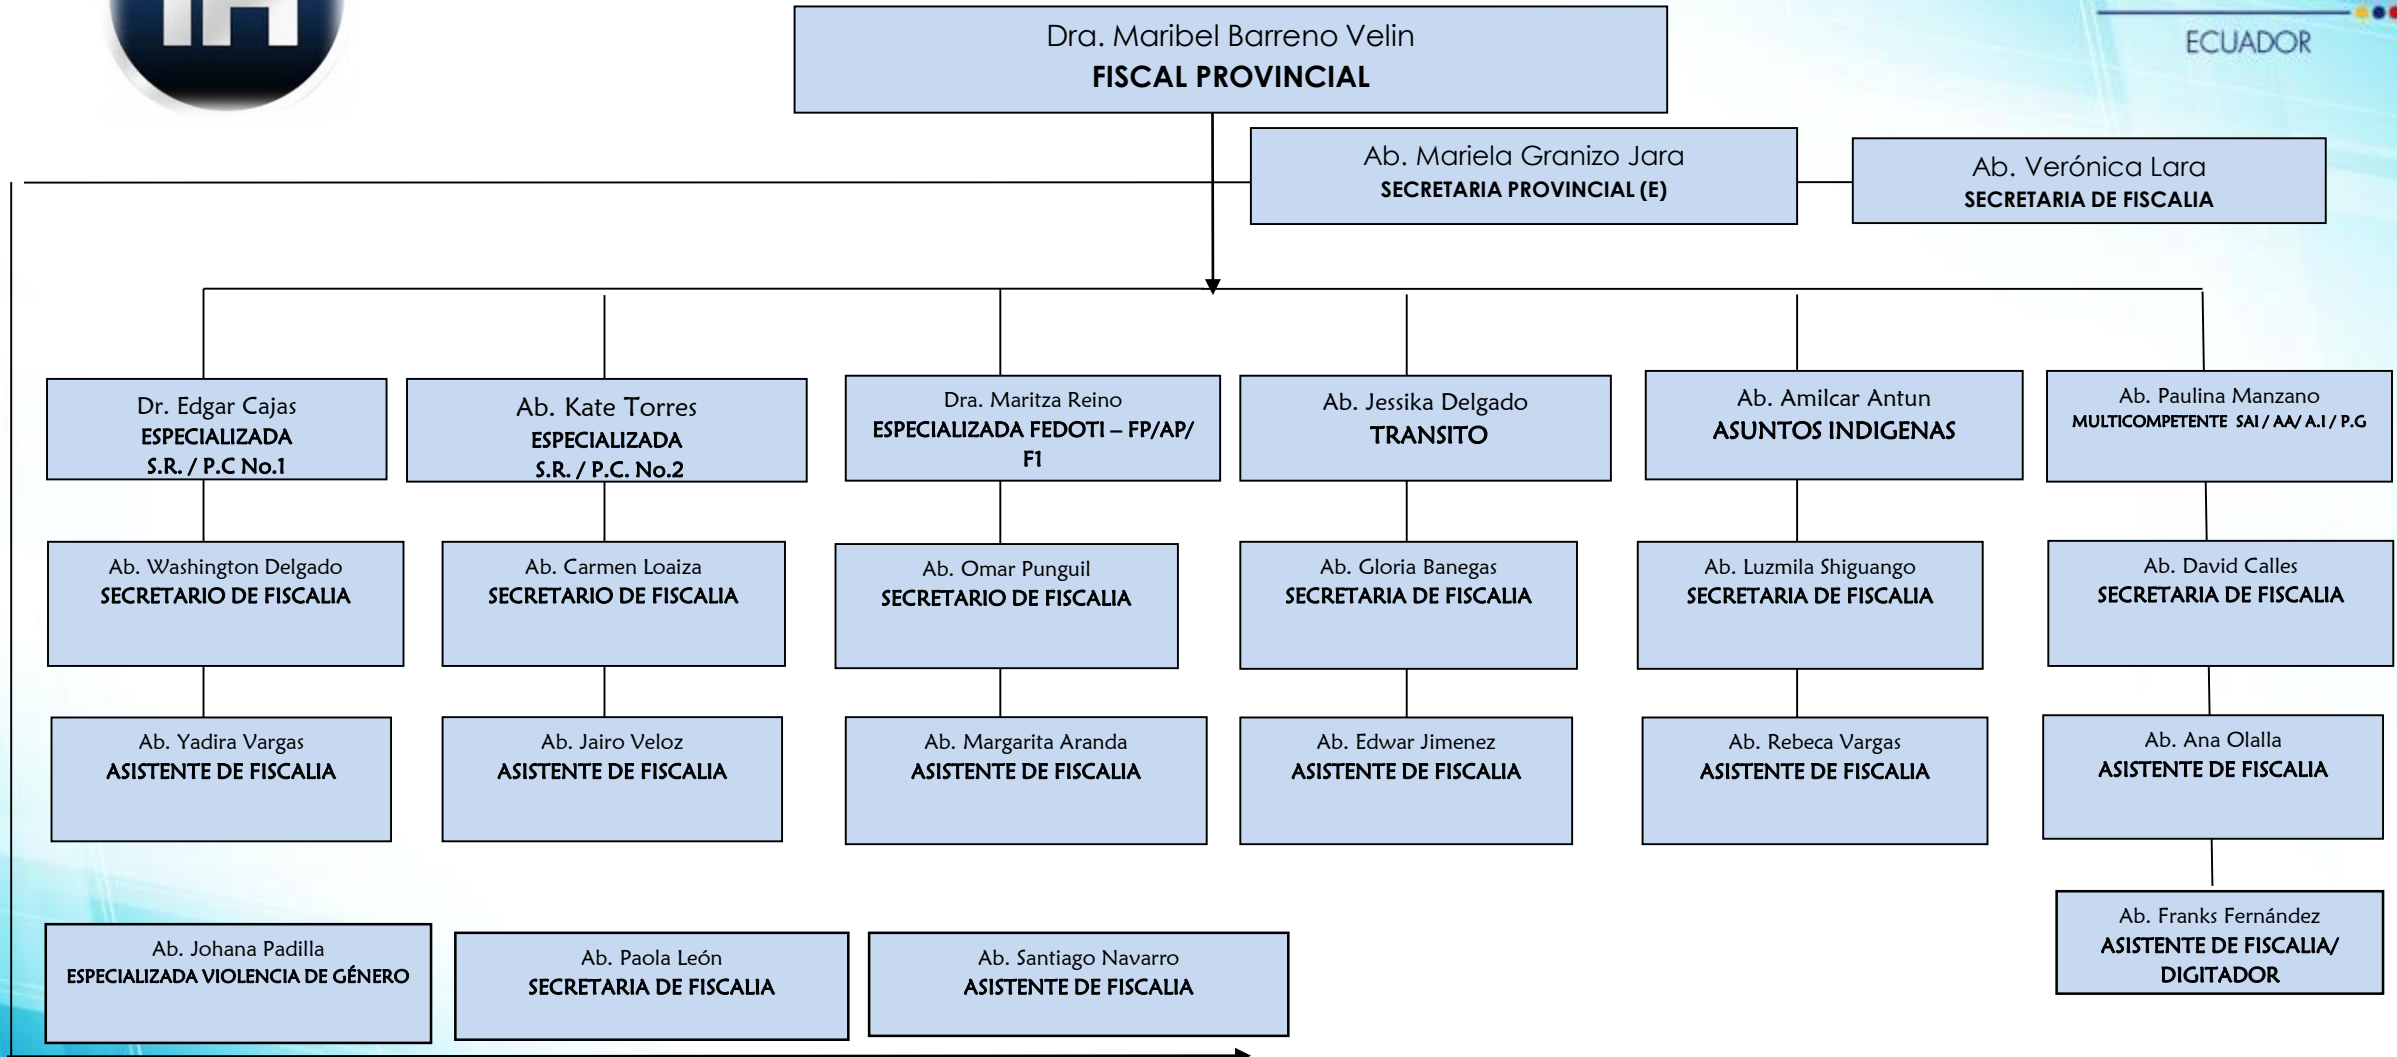 ECUADOR
Dra. Maribel Barreno Velin
FISCAL PROVINCIAL
Ab. Mariela Granizo Jara
SECRETARIA PROVINCIAL (E)
Ab. Verónica Lara
SECRETARIA DE FISCALIA
Dr. Edgar Cajas
ESPECIALIZADA
S.R. / P.C No.1
Ab. Kate Torres
ESPECIALIZADA
S.R. / P.C. No.2
Dra. Maritza Reino
ESPECIALIZADA FEDOTI – FP/AP/
F1
Ab. Jessika Delgado
TRANSITO
Ab. Amilcar Antun
ASUNTOS INDIGENAS
Ab. Paulina Manzano
MULTICOMPETENTE SAI / AA/ A.I / P.G
Ab. Washington Delgado
SECRETARIO DE FISCALIA
Ab. Carmen Loaiza
SECRETARIO DE FISCALIA
Ab. Omar Punguil
SECRETARIO DE FISCALIA
Ab. Gloria Banegas
SECRETARIA DE FISCALIA
Ab. Luzmila Shiguango
SECRETARIA DE FISCALIA
Ab. David Calles
SECRETARIA DE FISCALIA
Ab. Yadira Vargas
ASISTENTE DE FISCALIA
Ab. Jairo Veloz
ASISTENTE DE FISCALIA
Ab. Margarita Aranda
ASISTENTE DE FISCALIA
Ab. Edwar Jimenez
ASISTENTE DE FISCALIA
Ab. Rebeca Vargas
ASISTENTE DE FISCALIA
Ab. Ana Olalla
ASISTENTE DE FISCALIA
Ab. Johana Padilla
ESPECIALIZADA VIOLENCIA DE GÉNERO
Ab. Paola León
SECRETARIA DE FISCALIA
Ab. Santiago Navarro
ASISTENTE DE FISCALIA
Ab. Franks Fernández
ASISTENTE DE FISCALIA/
DIGITADOR